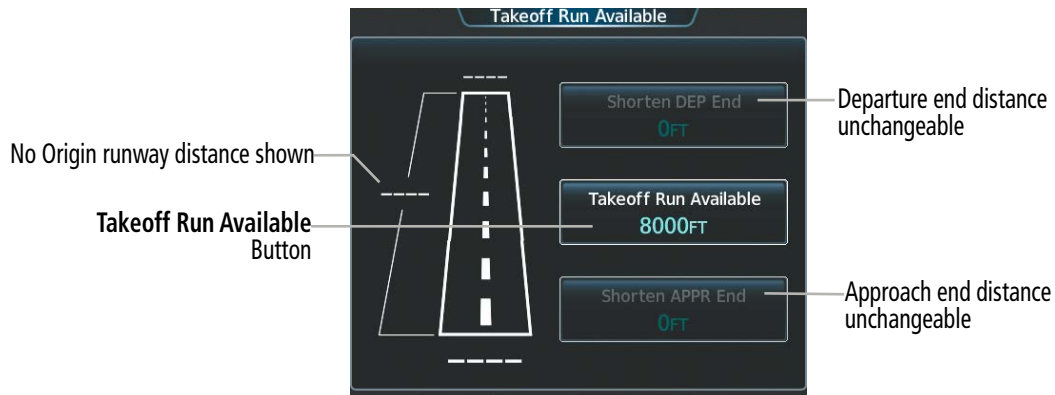 Takeoff Run Available
No Origin runway distance shown
Takeoff Run Available
Button
----
----
----
Shorten DEP End
0FT
Takeoff Run Available
8000FT
Shorten APPR End
0FT
Departure end distance
unchangeable
Approach end distance
unchangeable